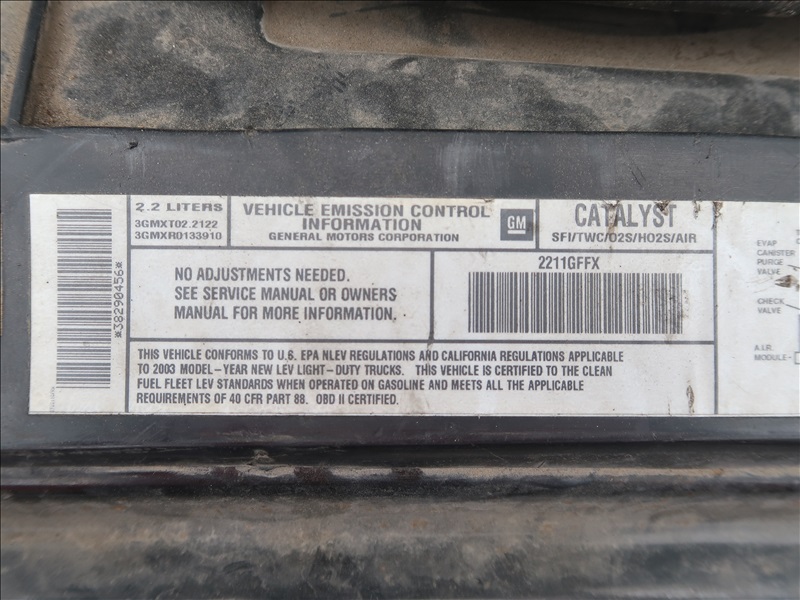 *38290456*
2.2 LITERS
3GMXT02.2122
3GMXR0133910
VEHICLE EMISSION CONTROL
INFORMATION
GENERAL MOTORS CORPORATION
GM
CATALYST
SFI/TWC/O2S/HO2S/AIR
NO ADJUSTMENTS NEEDED.
SEE SERVICE MANUAL OR OWNERS
MANUAL FOR MORE INFORMATION.
2211GFFX
THIS VEHICLE CONFORMS TO U.S. EPA NLEV REGULATIONS AND CALIFORNIA REGULATIONS APPLICABLE
TO 2003 MODEL-YEAR NEW LEV LIGHT-DUTY TRUCKS. THIS VEHICLE IS CERTIFIED TO THE CLEAN
FUEL FLEET LEV STANDARDS WHEN OPERATED ON GASOLINE AND MEETS ALL THE APPLICABLE
REQUIREMENTS OF 40 CFR PART 88. OBD II CERTIFIED.
EVAP
CANISTER
PURGE
VALVE
CHECK
VALVE
A.I.R.
MODULE